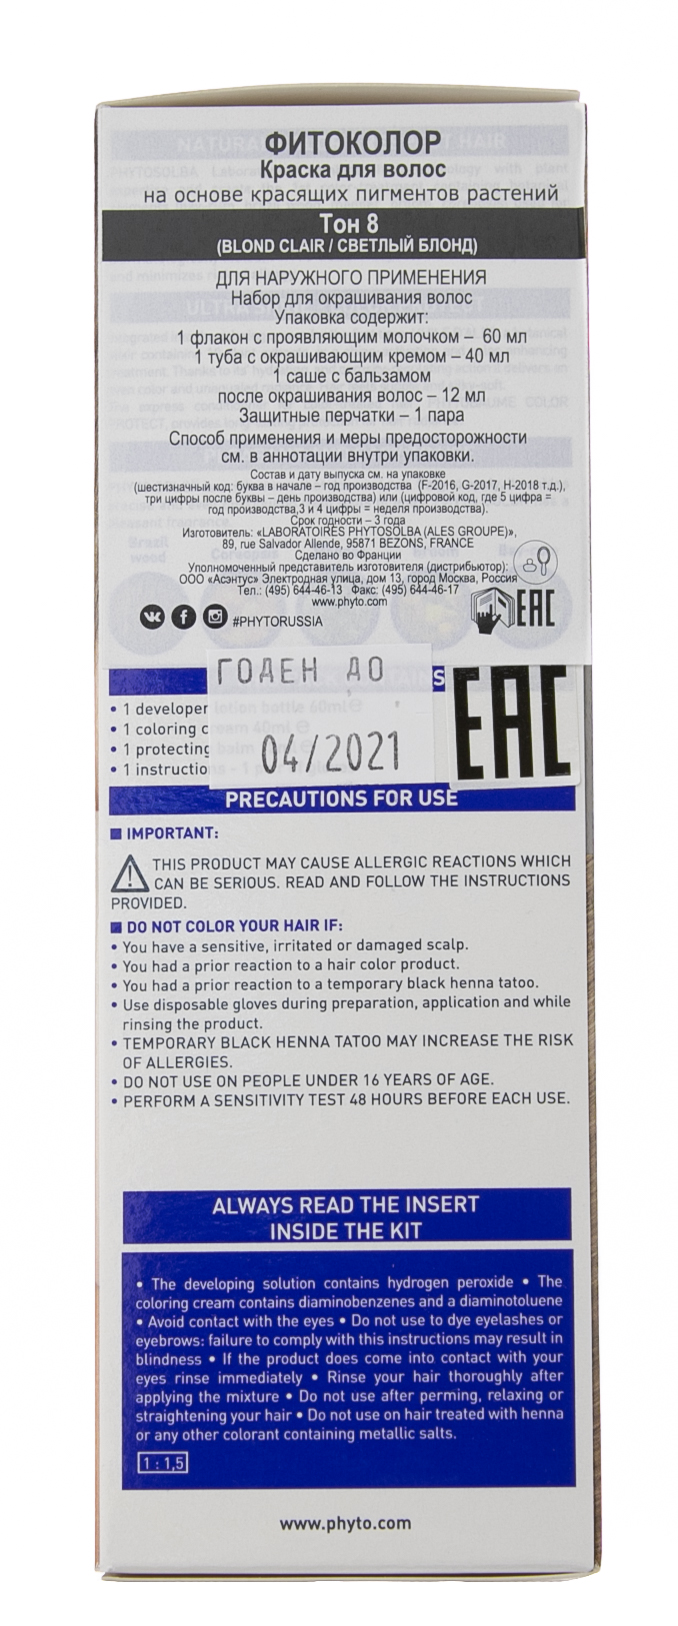 ФИТОКОЛОР
Краска для волос
на основе красящих пигментов растений
Тон 8
(BLOND CLAIR / СВЕТЛЫЙ БЛОНД)
ДЛЯ НАРУЖНОГО ПРИМЕНЕНИЯ
Набор для окрашивания волос
Упаковка содержит:
1 флакон с проявляющим молочком – 60 мл
1 туба с окрашивающим кремом – 40 мл
1 саше с бальзамом
после окрашивания волос – 12 мл
Защитные перчатки – 1 пара
Способ применения и меры предосторожности
см. в аннотации внутри упаковки.
Состав и дату выпуска см. на упаковке
(шестизначный код: буква в начале – год производства (F-2016, G-2017, H-2018 т.д.),
три цифры после буквы – день производства) или (цифровой код, где 5 цифра =
год производства,3 и 4 цифры = неделя производства).
Срок годности – 3 года
Изготовитель: «LABORATOIRES PHYTOSOLBA (ALES GROUPE)»,
89, rue Salvador Allende, 95871 BEZONS, FRANCE
Сделано во Франции
Уполномоченный представитель изготовителя (дистрибьютор):
ООО «Асэнтус» Электродная улица, дом 13, город Москва, Россия
Тел.: (495) 644-46-13 Факс: (495) 644-46-17
www.phyto.com
#PHYTORUSSIA
EAC
ГОДЕН ДО
04/2021
EAC
• 1 developer lotion bottle 60ml
• 1 coloring cream 40ml
• 1 protecting balm
• 1 instructio
PRECAUTIONS FOR USE
IMPORTANT:
THIS PRODUCT MAY CAUSE ALLERGIC REACTIONS WHICH
CAN BE SERIOUS. READ AND FOLLOW THE INSTRUCTIONS
PROVIDED.
DO NOT COLOR YOUR HAIR IF:
• You have a sensitive, irritated or damaged scalp.
• You had a prior reaction to a hair color product.
• You had a prior reaction to a temporary black henna tatoo.
• Use disposable gloves during preparation, application and while
rinsing the product.
• TEMPORARY BLACK HENNA TATOO MAY INCREASE THE RISK
OF ALLERGIES.
• DO NOT USE ON PEOPLE UNDER 16 YEARS OF AGE.
• PERFORM A SENSITIVITY TEST 48 HOURS BEFORE EACH USE.
ALWAYS READ THE INSERT
INSIDE THE KIT
• The developing solution contains hydrogen peroxide • The
coloring cream contains diaminobenzenes and a diaminotoluene
• Avoid contact with the eyes • Do not use to dye eyelashes or
eyebrows: failure to comply with this instructions may result in
blindness • If the product does come into contact with your
eyes rinse immediately • Rinse your hair thoroughly after
applying the mixture • Do not use after perming, relaxing or
straightening your hair • Do not use on hair treated with henna
or any other colorant containing metallic salts.
1 : 1,5
www.phyto.com